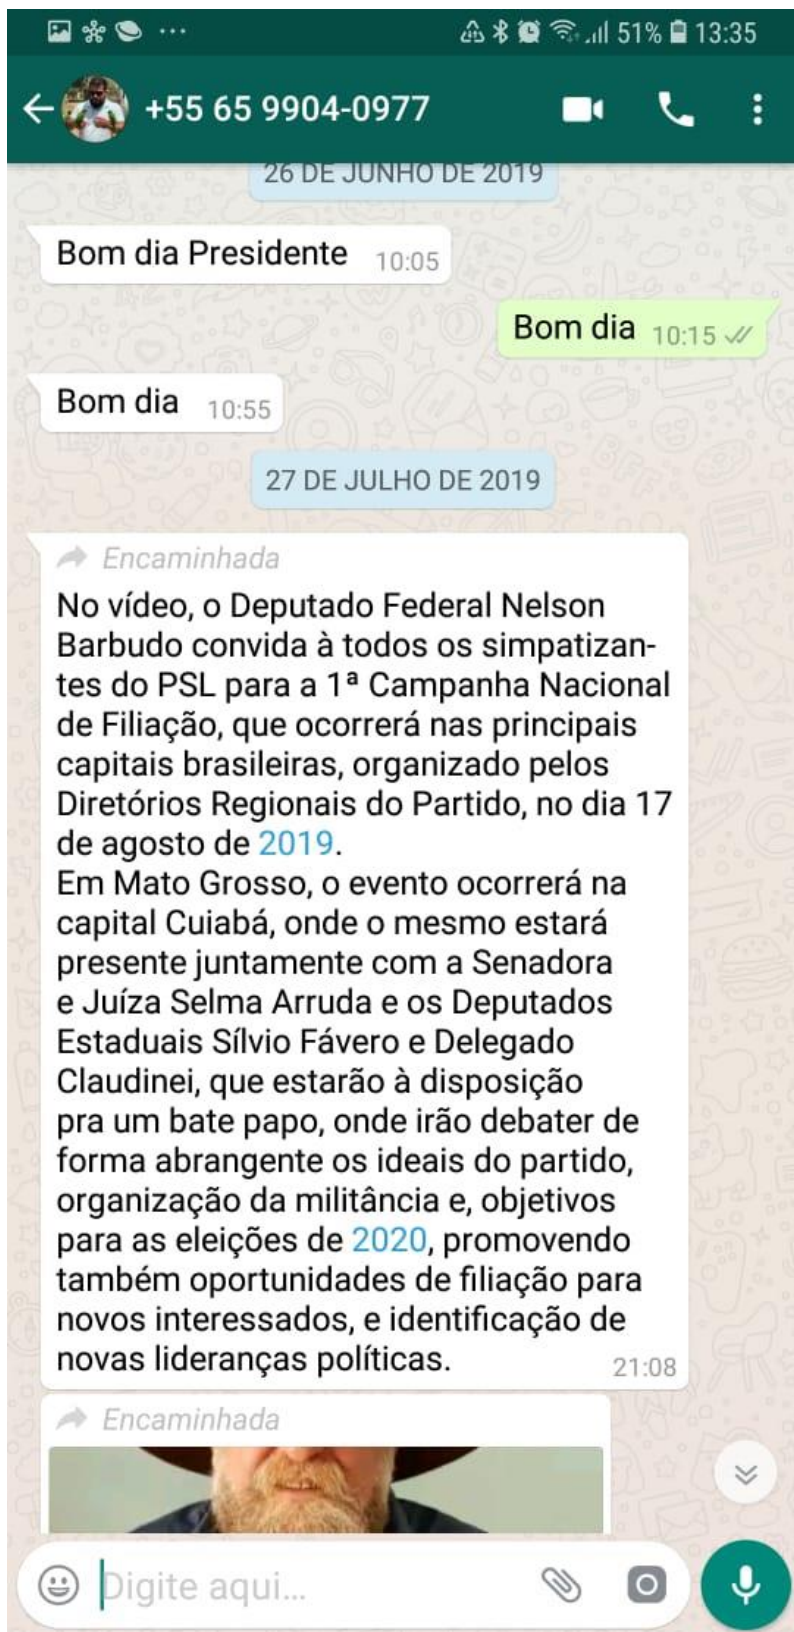 51% 13:35
+55 65 9904-0977
26 DE JUNHO DE 2019
Bom dia Presidente 10:05
Bom dia 10:15
Bom dia 10:55
27 DE JULHO DE 2019
Encaminhada
No vídeo, o Deputado Federal Nelson
Barbudo convida à todos os simpatizan-
tes do PSL para a 1ª Campanha Nacional
de Filiação, que ocorrerá nas principais
capitais brasileiras, organizado pelos
Diretórios Regionais do Partido, no dia 17
de agosto de 2019.
Em Mato Grosso, o evento ocorrerá na
capital Cuiabá, onde o mesmo estará
presente juntamente com a Senadora
e Juíza Selma Arruda e os Deputados
Estaduais Sílvio Fávero e Delegado
Claudinei, que estarão à disposição
pra um bate papo, onde irão debater de
forma abrangente os ideais do partido,
organização da militância e, objetivos
para as eleições de 2020, promovendo
também oportunidades de filiação para
novos interessados, e identificação de
novas lideranças políticas. 21:08
Encaminhada
Digite aqui...